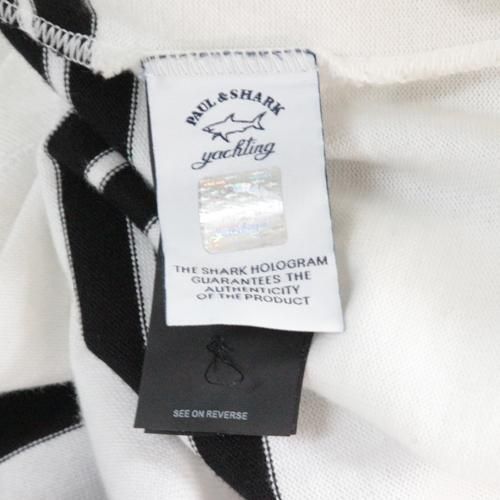 PAUL & SHARK
yachting
THE SHARK HOLOGRAM
GUARANTEES THE
AUTHENTICITY
OF THE PRODUCT
SEE ON REVERSE